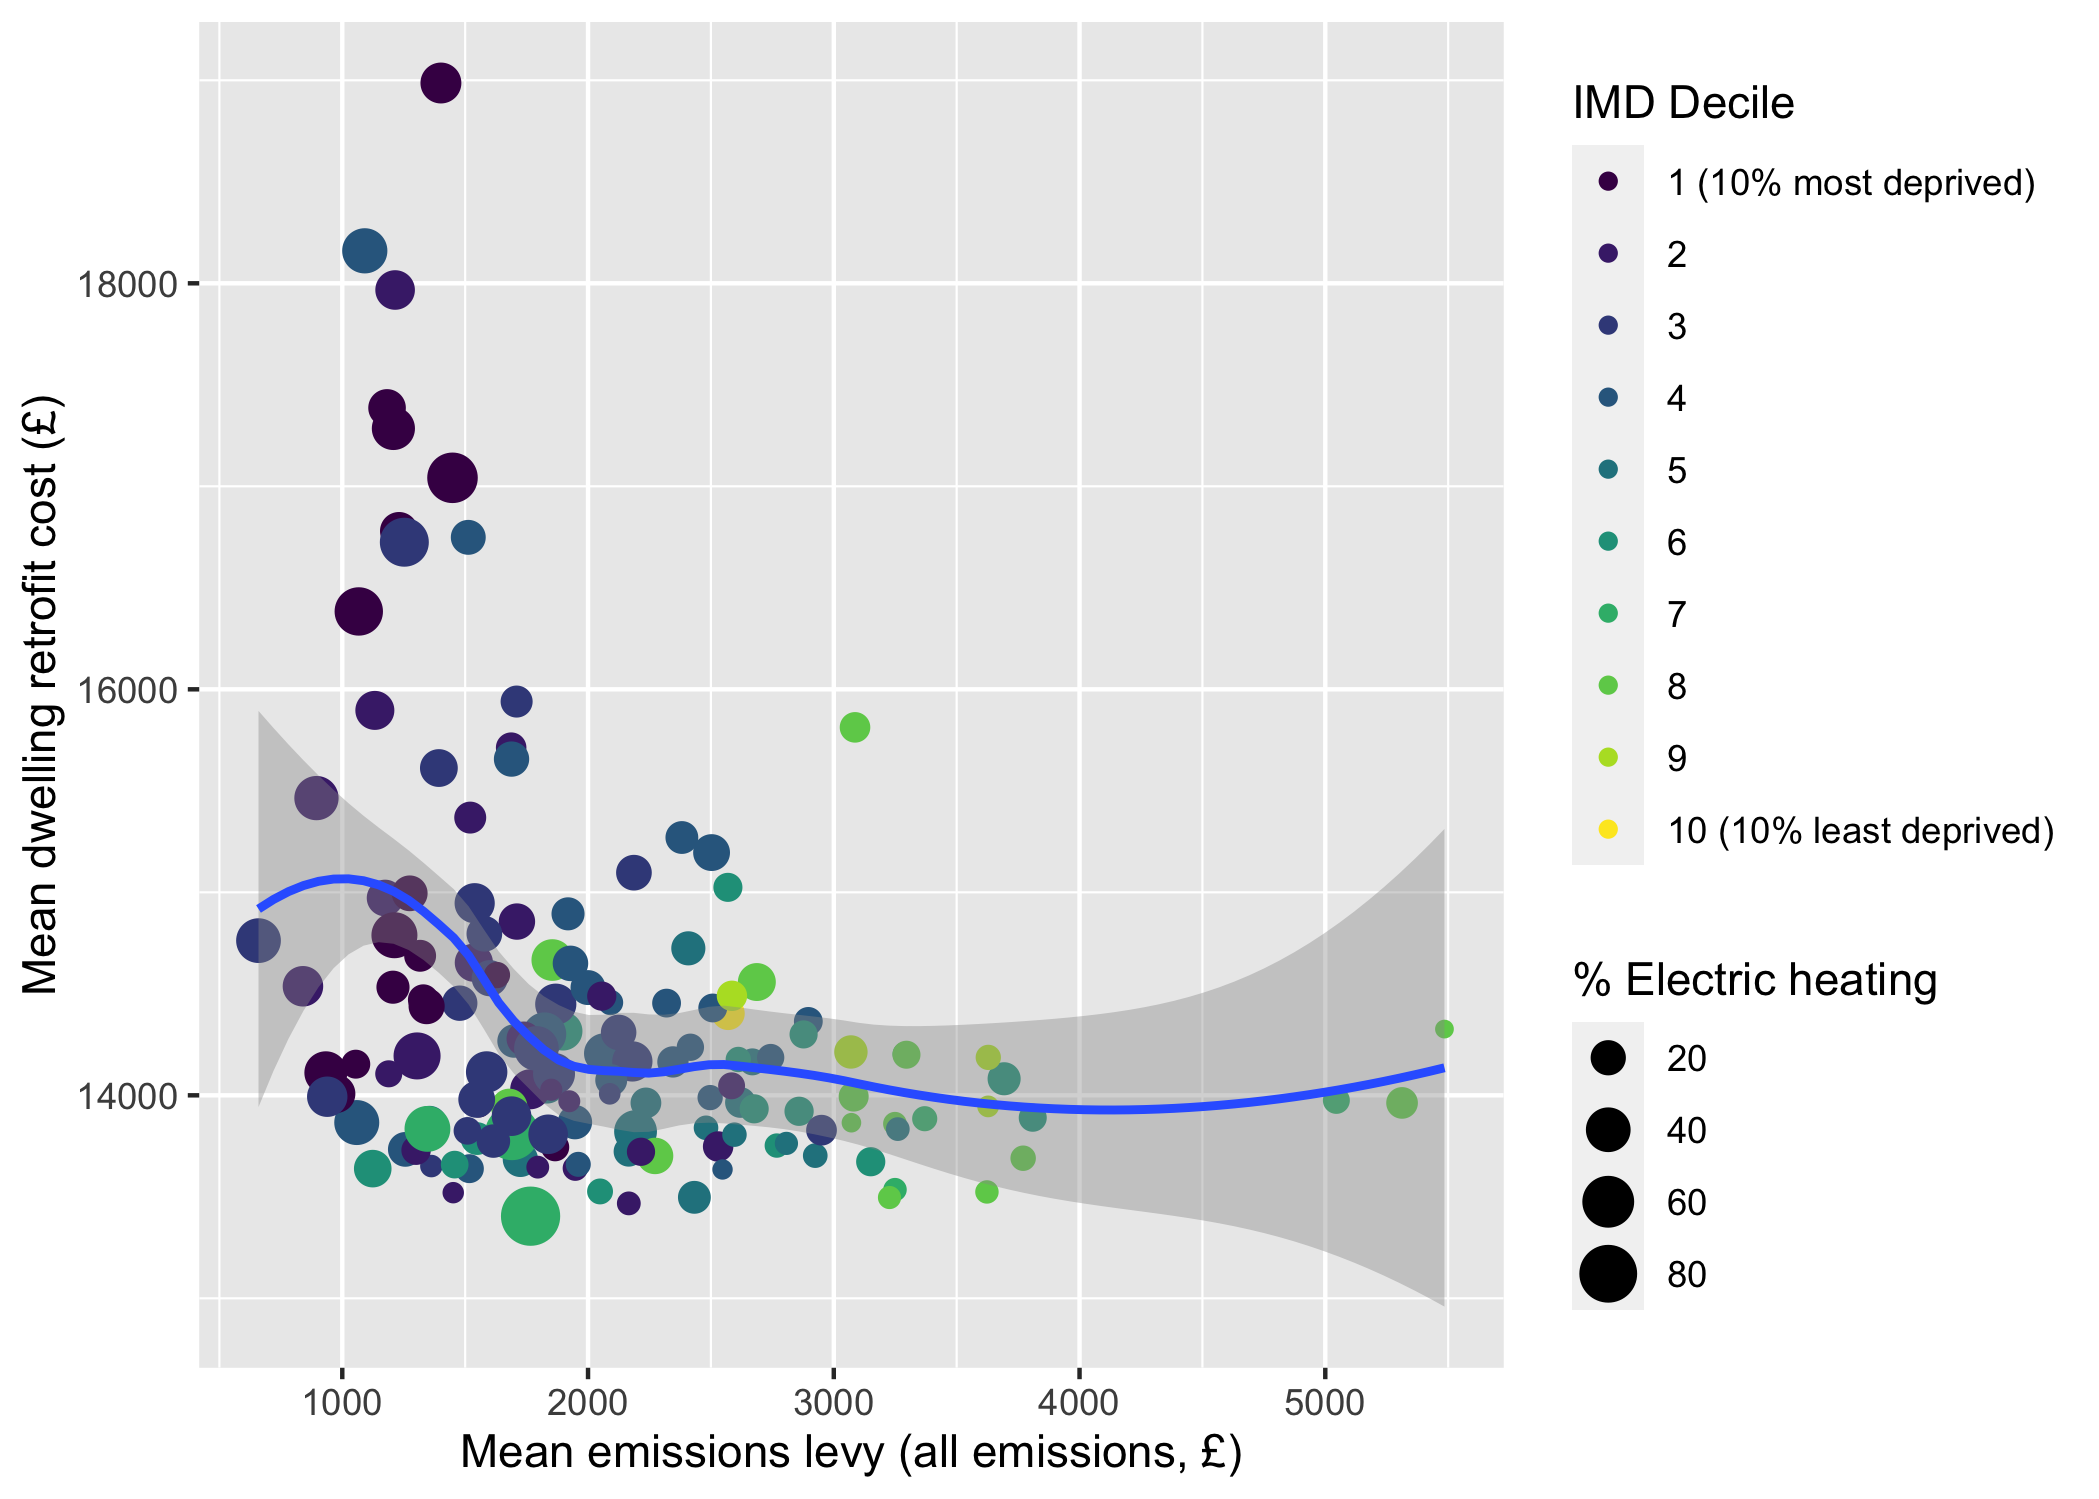 Mean dwelling retrofit cost (£)
18000
16000
14000
1000 2000 3000 4000 5000
Mean emissions levy (all emissions, £)
IMD Decile
1 (10% most deprived)
2
3
4
5
6
7
8
9
10 (10% least deprived)
% Electric heating
20
40
60
80